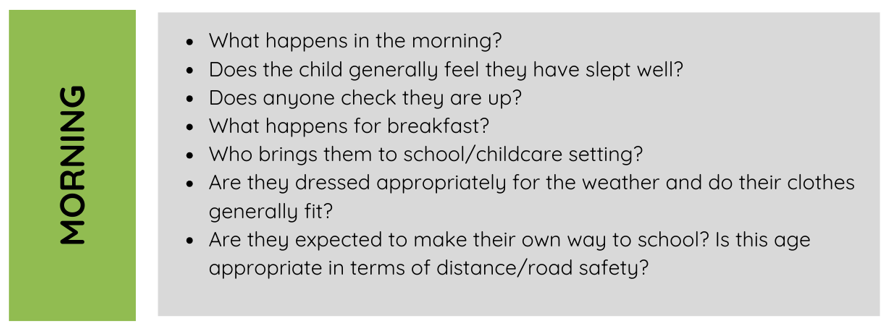 MORNING
• What happens in the morning?
• Does the child generally feel they have slept well?
• Does anyone check they are up?
• What happens for breakfast?
• Who brings them to school/childcare setting?
• Are they dressed appropriately for the weather and do their clothes
generally fit?
• Are they expected to make their own way to school? Is this age
appropriate in terms of distance/road safety?